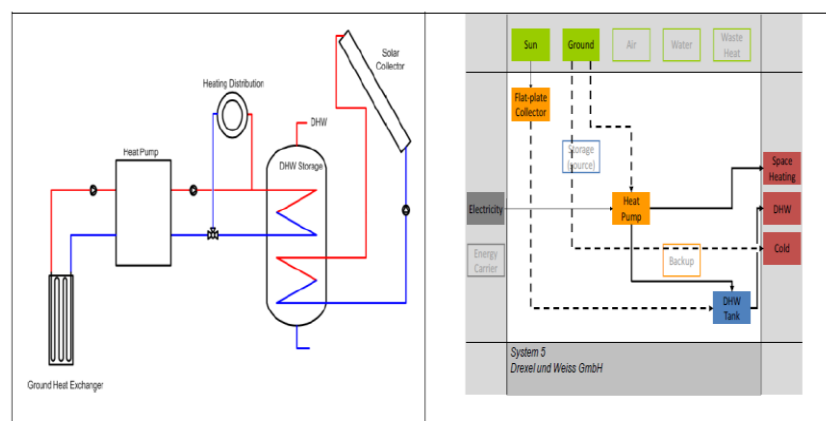 Solar
Collector
Heating Distribution
DHW
Heat Pump
DHW Storage
Ground Heat Exchanger
Sun
Ground
Air
Water
Waste
Heat
Flat-plate
Collector
Storage
(source)
Space
Heating
Electricity
Heat
Pump
DHW
Energy
Carrier
Backup
Cold
DHW
Tank
System 5
Drexel und Weiss GmbH